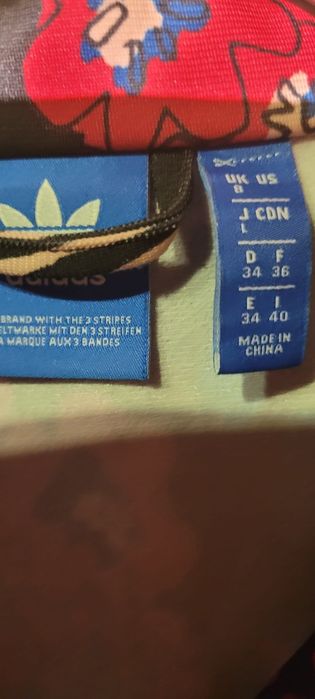 adidas
BRAND WITH THE 3 STRIPES
ELTMARKE MIT DEN 3 STREIFEN
A MARQUE AUX 3 BANDES
UK US
8
J CDN
L
D F
34 36
E I
34 40
MADE IN
CHINA